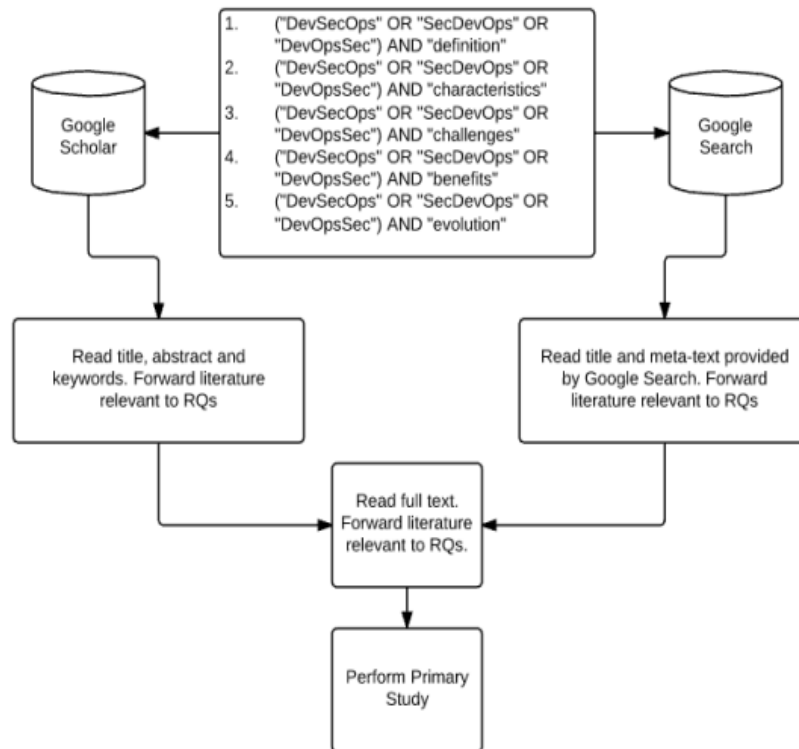 1. ("DevSecOps" OR "SecDevOps" OR
"DevOpsSec") AND "definition"
2. ("DevSecOps" OR "SecDevOps" OR
"DevOpsSec") AND "characteristics"
3. ("DevSecOps" OR "SecDevOps" OR
"DevOpsSec") AND "challenges"
4. ("DevSecOps" OR "SecDevOps" OR
"DevOpsSec") AND "benefits"
5. ("DevSecOps" OR "SecDevOps" OR
"DevOpsSec") AND "evolution"
Google
Scholar
Google
Search
Read title, abstract and
keywords. Forward literature
relevant to RQs
Read title and meta-text provided
by Google Search. Forward
literature relevant to RQs
Read full text.
Forward literature
relevant to RQs.
Perform Primary
Study